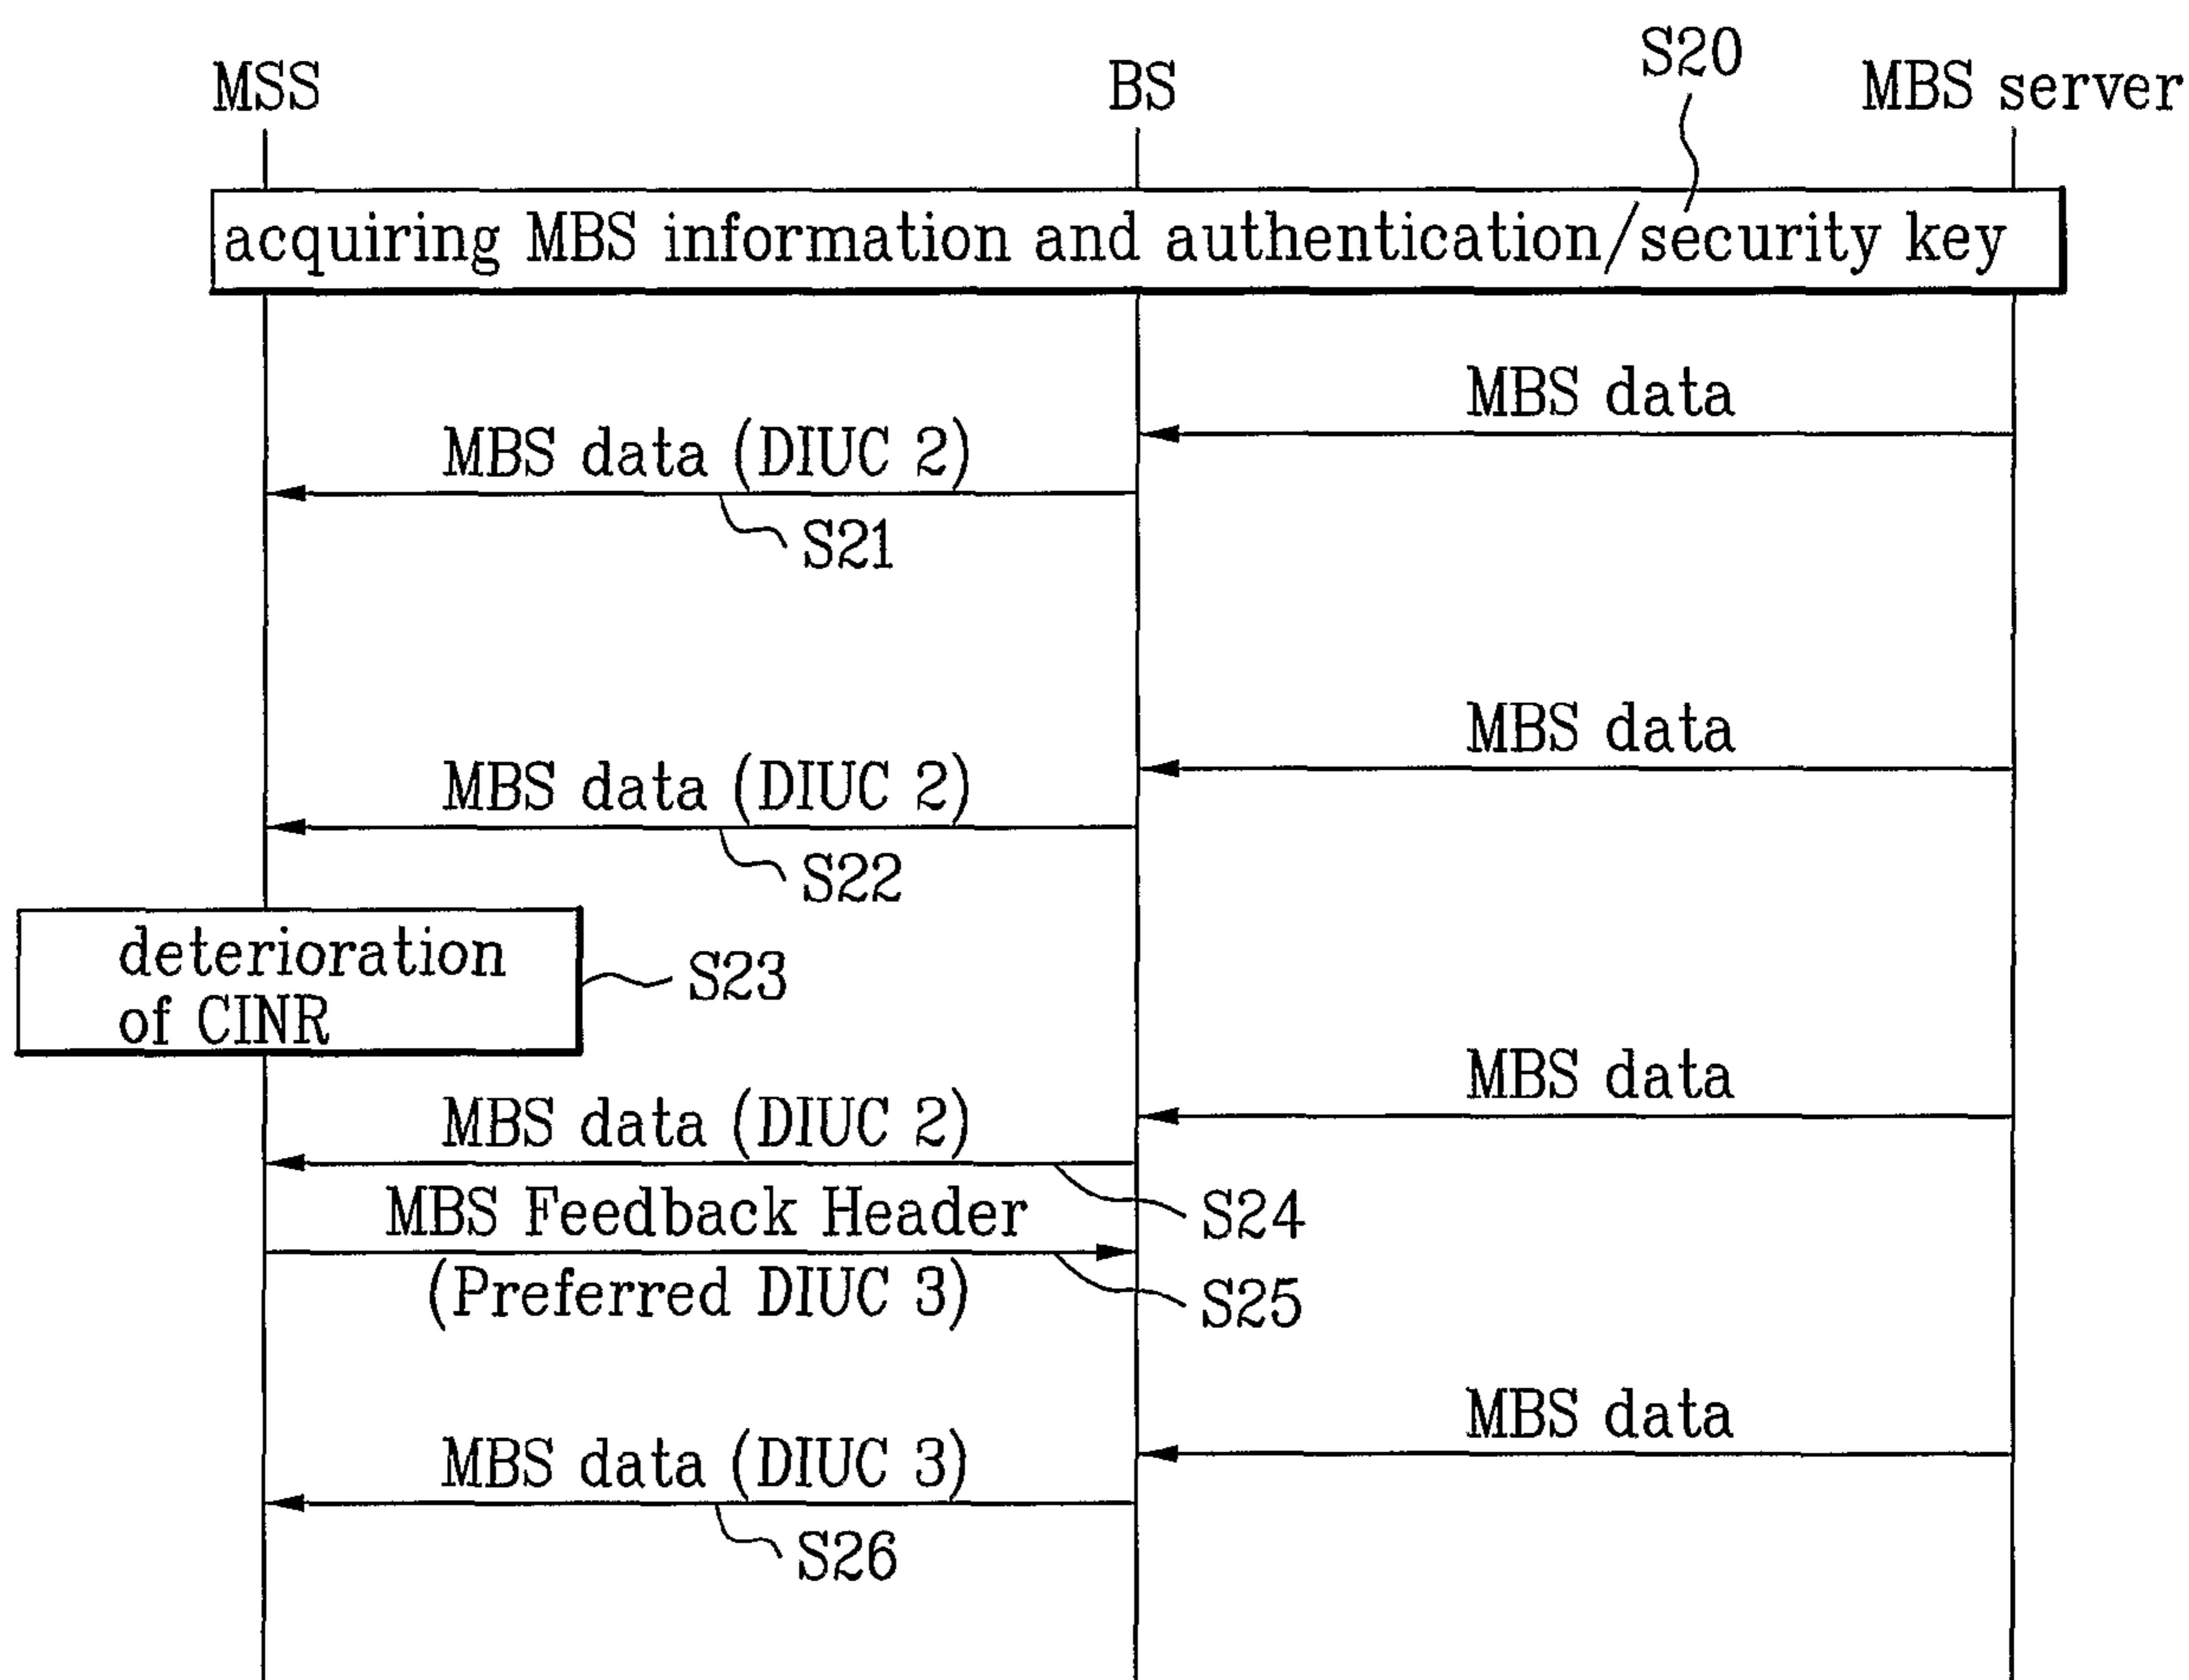 S20
MSS
BS
MBS server
acquiring MBS information and authentication/security key
MBS data
MBS data (DIUC 2)
S21
MBS data
MBS data (DIUC 2)
S22
deterioration
of CINR
S23
MBS data
MBS data (DIUC 2)
S24
MBS Feedback Header
(Preferred DIUC 3)
S25
MBS data
MBS data (DIUC 3)
S26